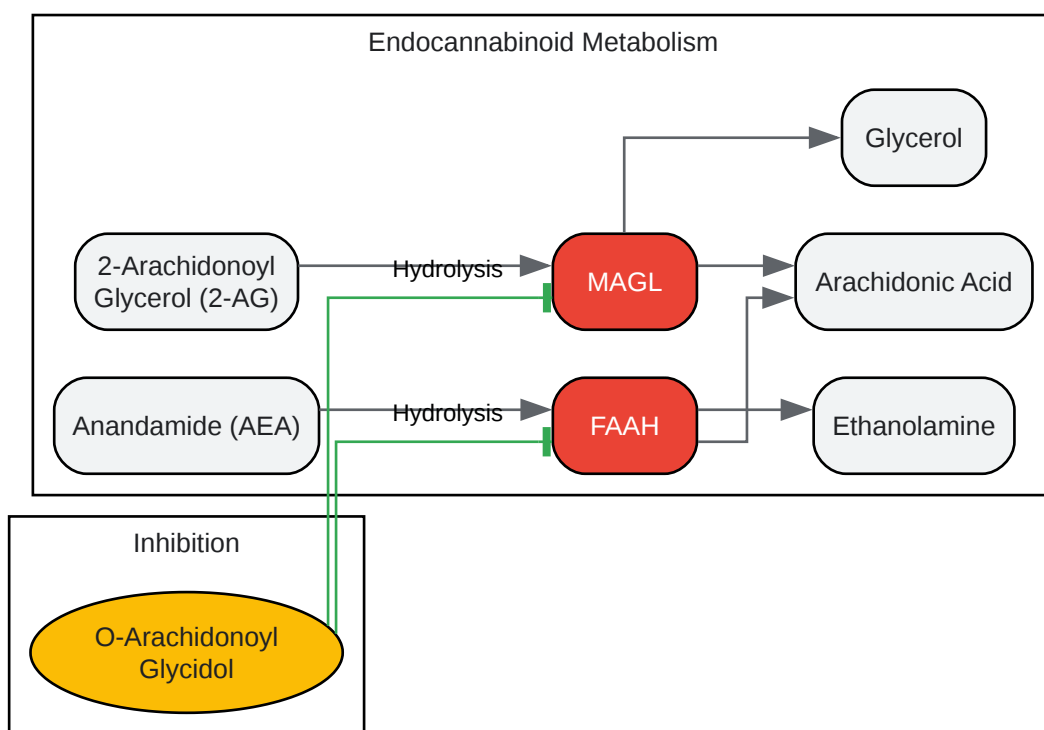 Endocannabinoid Metabolism
Glycerol
2-Arachidonoyl
Glycerol (2-AG)
Hydrolysis
MAGL
Arachidonic Acid
Anandamide (AEA)
Hydrolysis
FAAH
Ethanolamine
Inhibition
O-Arachidonoyl
Glycidol